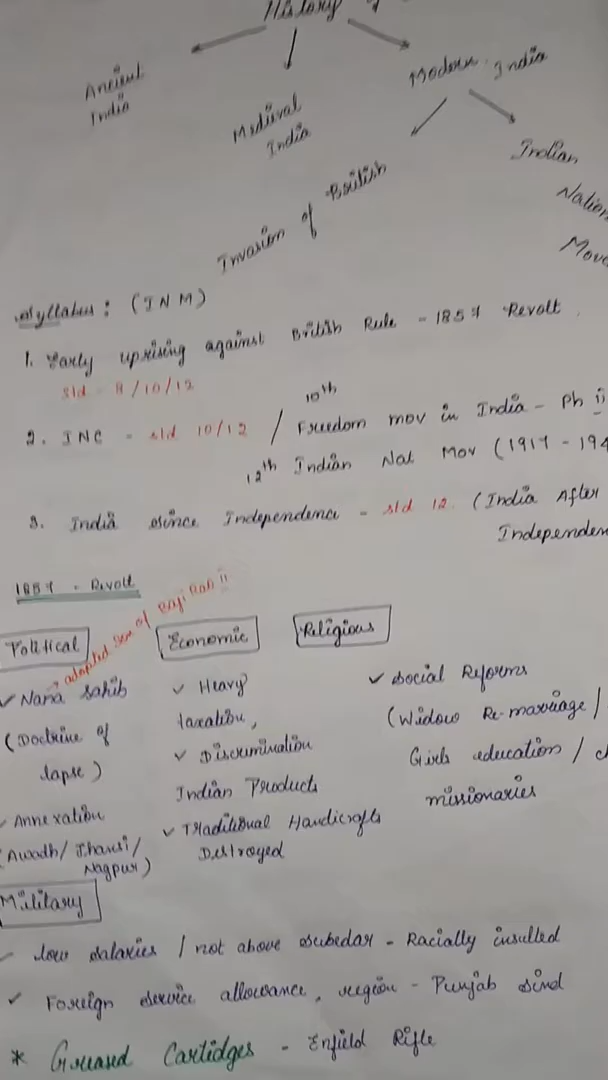 History
Ancient India
Medieval India
Modern India
Invasion of British
Indian
Syllabus : (INM)
1. Early uprising against British Rule - 1857 Revolt
std - 8/10/12
2. INC - std 10/12 / 10th Freedom mov in India - Ph ii
12th Indian Nat Mov (1917 - 194
3. India since Independence - std 12. (India After
Independen
1857 - Revolt
adopted son of Baji Rao ii
Political
Economic
Religious
✓ Nana Sahib
(Doctrine of
lapse)
- Annexation
(Awadh/ Jhansi/
Nagpur)
✓ Heavy
taxation,
✓ Discrimination
Indian Products
✓ Traditional Handicrafts
Destroyed
✓ Social Reforms
(Widow Re-marriage /
Girls education /
missionaries
Military
- low salaries / not above subedar - Racially insulted
✓ Foreign service allowance, region - Punjab Sind
* Greased Cartidges - Enfield Rifle